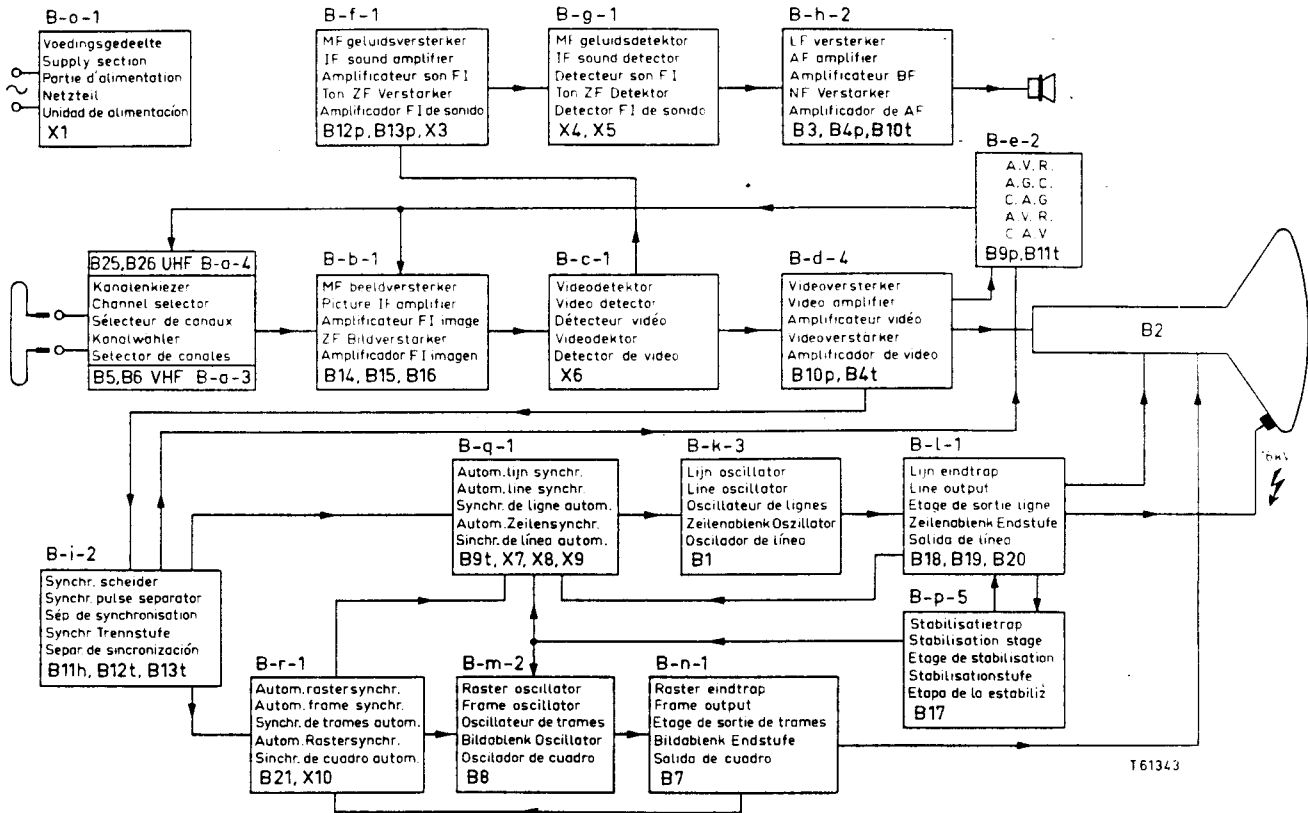 B-o-1
Voedingsgedeelte
Supply section
Partie d'alimentation
Netzteil
Unidad de alimentación
X1
B-f-1
MF geluidsversterker
IF sound amplifier
Amplificateur son FI
Ton ZF Verstarker
Amplificador FI de sonido
B12p, B13p, X3
B-g-1
MF geluidsdetektor
IF sound detector
Detecteur son FI
Ton ZF Detektor
Detector FI de sonido
X4, X5
B-h-2
LF versterker
AF amplifier
Amplificateur BF
NF Verstarker
Amplificador de AF
B3, B4p, B10t
B-e-2
A.V.R.
A.G.C.
C.A.G
A.V.R.
C.A.V
B9p, B11t
B25, B26 UHF B-a-4
Kanalenkiezer
Channel selector
Sélecteur de canaux
Kanalwähler
Selector de canales
B5, B6 VHF B-a-3
B-b-1
MF beeldversterker
Picture IF amplifier
Amplificateur FI image
ZF Bildverstarker
Amplificador FI imagen
B14, B15, B16
B-c-1
Videodetektor
Video detector
Détecteur vidéo
Videodektor
Detector de video
X6
B-d-4
Videoversterker
Video amplifier
Amplificateur vidéo
Videoverstärker
Amplificador de video
B10p, B4t
B2
16kV
B-i-2
Synchr. scheider
Synchr. pulse separator
Sép de synchronisation
Synchr Trennstufe
Separ. de sincronización
B11h, B12t, B13t
B-q-1
Autom. lijn synchr.
Autom. line synchr.
Synchr. de ligne autom.
Autom. Zeilensynchr.
Sinchr. de línea autom.
B9t, X7, X8, X9
B-k-3
Lijn oscillator
Line oscillator
Oscillateur de lignes
Zeilenablenk Oszillator
Oscilador de línea
B1
B-l-1
Lijn eindtrap
Line output
Etage de sortie ligne
Zeilenablenk Endstufe
Salida de línea
B18, B19, B20
B-p-5
Stabilisatietrap
Stabilisation stage
Etage de stabilisation
Stabilisationstufe
Etapa de la estabiliz
B17
B-r-1
Autom. rastersynchr.
Autom. frame synchr.
Synchr. de trames autom.
Autom. Rastersynchr.
Sinchr. de cuadro autom.
B21, X10
B-m-2
Raster oscillator
Frame oscillator
Oscillateur de trames
Bildablenk Oscillator
Oscilador de cuadro
B8
B-n-1
Raster eindtrap
Frame output
Etage de sortie de trames
Bildablenk Endstufe
Salida de cuadro
B7
T61343